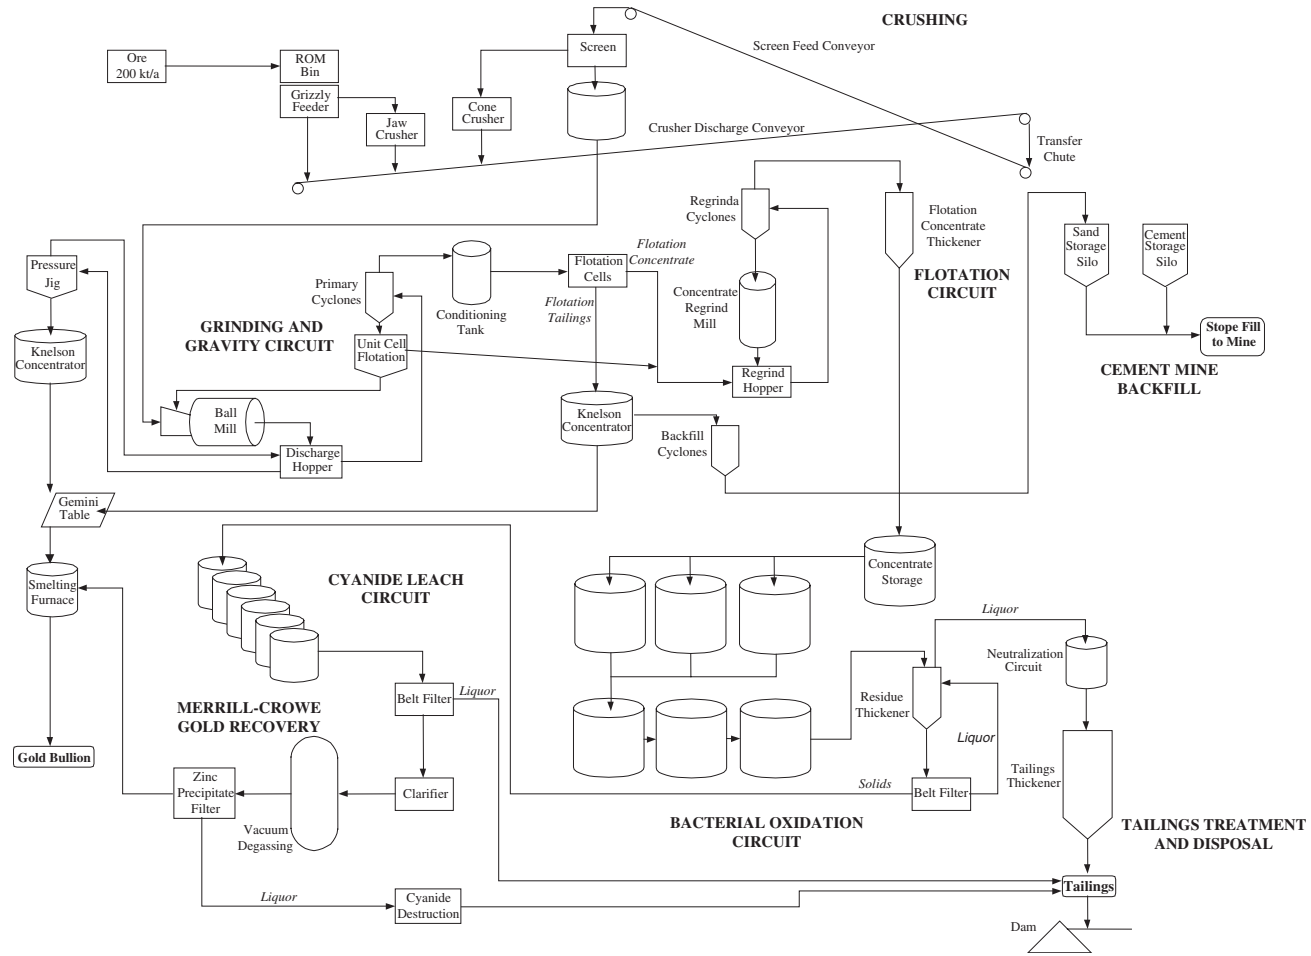 CRUSHING
Screen Feed Conveyor
Screen
Ore
200 kt/a
ROM
Bin
Grizzly
Feeder
Jaw
Crusher
Cone
Crusher
Crusher Discharge Conveyor
Transfer
Chute
Regrinda
Cyclones
Flotation
Concentrate
Thickener
Sand
Storage
Silo
Cement
Storage
Silo
Pressure
Jig
Primary
Cyclones
Conditioning
Tank
Flotation
Cells
Flotation
Concentrate
Flotation
Tailings
Concentrate
Regrind
Mill
FLOTATION
CIRCUIT
GRINDING AND
GRAVITY CIRCUIT
Unit Cell
Flotation
Stope Fill
to Mine
Knelson
Concentrator
Regrind
Hopper
CEMENT MINE
BACKFILL
Ball
Mill
Knelson
Concentrator
Backfill
Cyclones
Discharge
Hopper
Gemini
Table
Smelting
Furnace
CYANIDE LEACH
CIRCUIT
Concentrate
Storage
Liquor
Neutralization
Circuit
Belt Filter
Liquor
Residue
Thickener
MERRILL-CROWE
GOLD RECOVERY
Liquor
Gold Bullion
Zinc
Precipitate
Filter
Clarifier
Solids
Belt Filter
Tailings
Thickener
Vacuum
Degassing
BACTERIAL OXIDATION
CIRCUIT
TAILINGS TREATMENT
AND DISPOSAL
Liquor
Cyanide
Destruction
Tailings
Dam